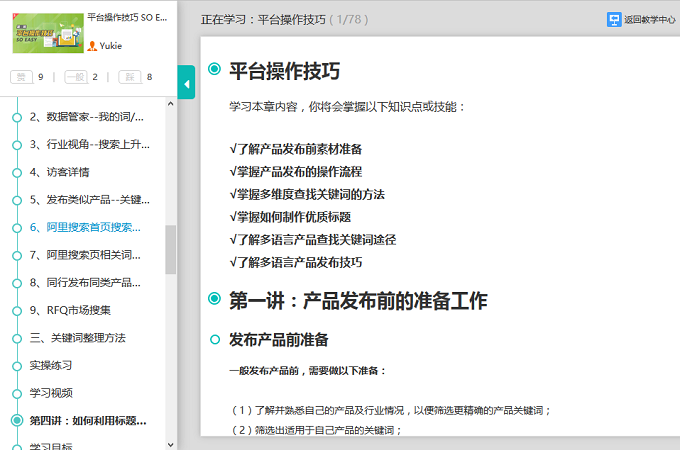 平台操作技巧 SO E...
平台操作技巧
SO EASY
Yukie
赞 9 | 一般 2 | 踩 8
2、数据管家--我的词/...
3、行业视角--搜索上升...
4、访客详情
5、发布类似产品--关键...
6、阿里搜索首页搜索...
7、阿里搜索页相关词...
8、同行发布同类产品...
9、RFQ市场搜集
三、关键词整理方法
实操练习
学习视频
第四讲：如何利用标题...
学习目标
正在学习：平台操作技巧（1/78）
返回教学中心
平台操作技巧
学习本章内容，你将会掌握以下知识点或技能：
√了解产品发布前素材准备
√掌握产品发布的操作流程
√掌握多维度查找关键词的方法
√掌握如何制作优质标题
√了解多语言产品查找关键词途径
√了解多语言产品发布技巧
第一讲：产品发布前的准备工作
发布产品前准备
一般发布产品前，需要做以下准备：
（1）了解并熟悉自己的产品及行业情况，以便筛选更精确的产品关键词；
（2）筛选出适用于自己产品的关键词；